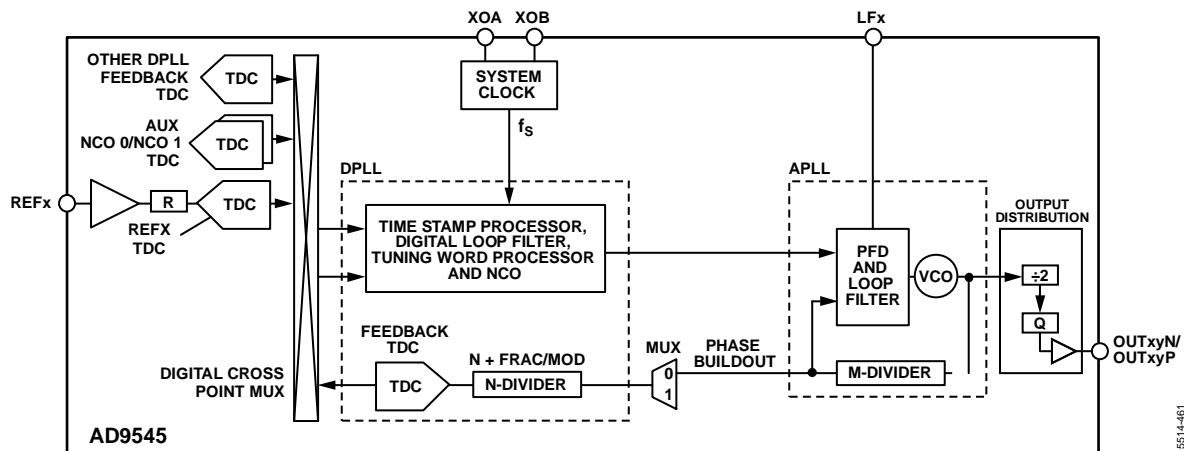 XOA
XOB
LFx
OTHER DPLL
FEEDBACK
TDC
TDC
SYSTEM
CLOCK
AUX
NCO 0/NCO 1
TDC
TDC
fS
DPLL
APLL
REFx
R
TDC
REFX
TDC
TIME STAMP PROCESSOR,
DIGITAL LOOP FILTER,
TUNING WORD PROCESSOR
AND NCO
PFD
AND
LOOP
FILTER
VCO
OUTPUT
DISTRIBUTION
÷2
Q
OUTxyN/
OUTxyP
FEEDBACK
TDC
N + FRAC/MOD
MUX
PHASE
BUILDOUT
DIGITAL CROSS
POINT MUX
TDC
N-DIVIDER
0
1
M-DIVIDER
AD9545
5514-461